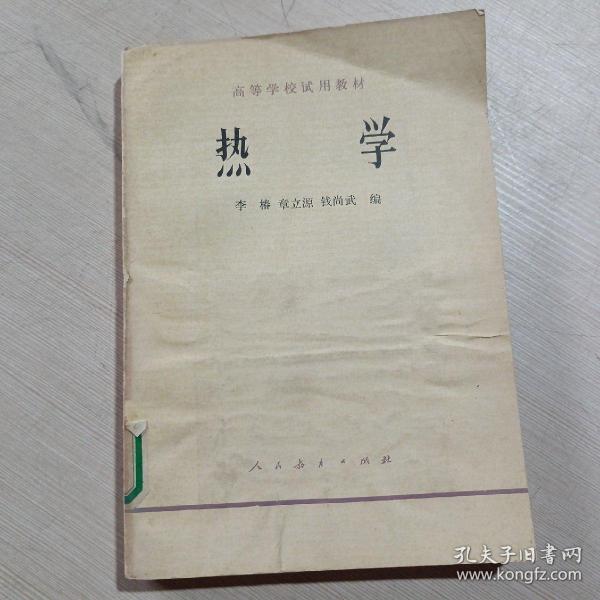 高等学校试用教材
热 学
李 椿 章立源 钱尚武 编
人民教育出版社
孔夫子旧书网
www.kongfz.com